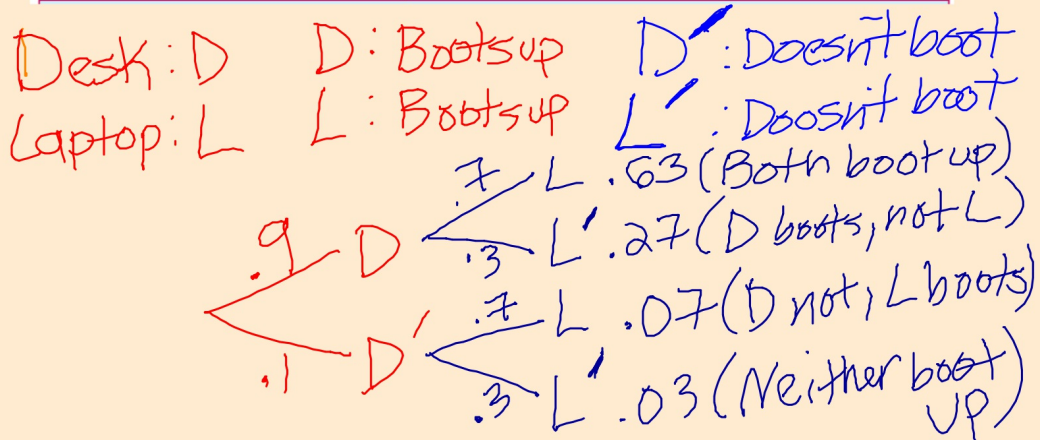 Desk: D D: Bootsup D': Doesn't boot
Laptop: L L: Bootsup L': Doosn't boot
.7 L .63 (Both boot up)
.9 D
.3 L' .27 (D boots, not L)
.7 L .07 (D not, L boots)
.1 D'
.3 L' .03 (Neither boot
up)